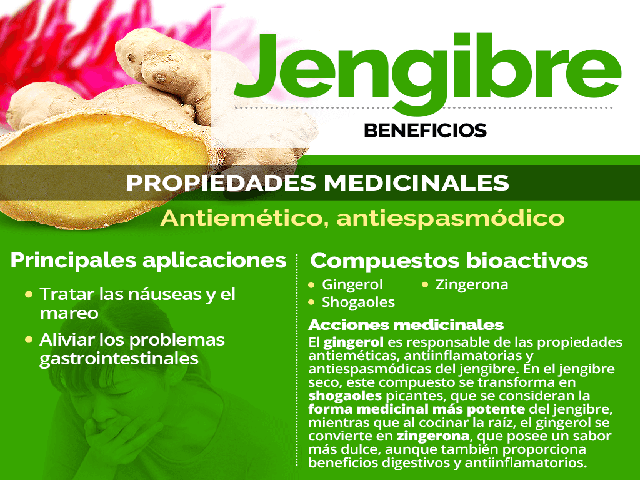 Jengibre
BENEFICIOS
PROPIEDADES MEDICINALES
Antiemético, antiespasmódico
Principales aplicaciones
• Tratar las náuseas y el
mareo
• Aliviar los problemas
gastrointestinales
Compuestos bioactivos
• Gingerol • Zingerona
• Shogaoles
Acciones medicinales
El gingerol es responsable de las propiedades
antieméticas, antiinflamatorias y
antiespasmódicas del jengibre. En el jengibre
seco, este compuesto se transforma en
shogaoles picantes, que se consideran la
forma medicinal más potente del jengibre,
mientras que al cocinar la raíz, el gingerol se
convierte en zingerona, que posee un sabor
más dulce, aunque también proporciona
beneficios digestivos y antiinflamatorios.